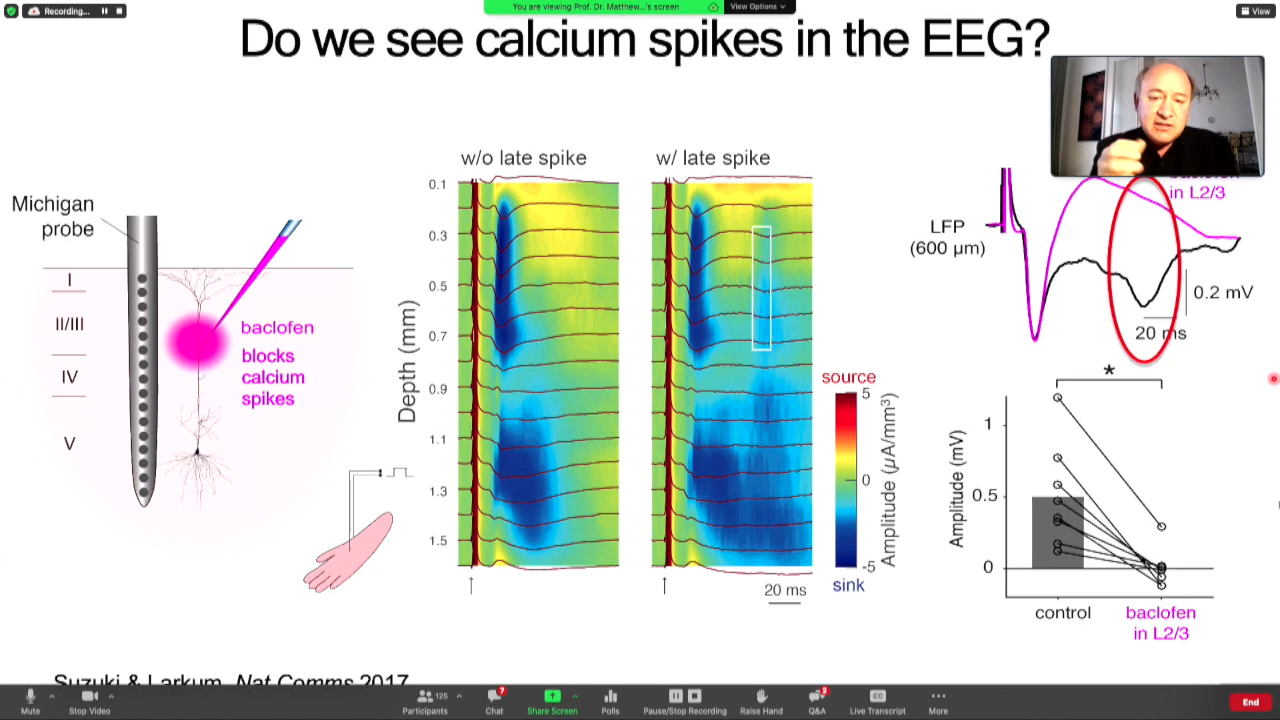 Recording...
You are viewing Prof. Dr. Matthew...'s screen
View Options
View
Do we see calcium spikes in the EEG?
w/o late spike
w/ late spike
Michigan
probe
I
II/III
IV
V
baclofen
blocks
calcium
spikes
Depth (mm)
0.1
0.3
0.5
0.7
0.9
1.1
1.3
1.5
20 ms
source
5
0
-5
sink
Amplitude (µA/mm³)
baclofen
in L2/3
LFP
(600 µm)
0.2 mV
20 ms
*
Amplitude (mV)
1
0.5
0
control
baclofen
in L2/3
Suzuki & Larkum, Nat Comms 2017
Mute
Stop Video
Participants
125
Chat
7
Share Screen
Polls
Pause/Stop Recording
Raise Hand
Q&A
2
CC
Live Transcript
More
End